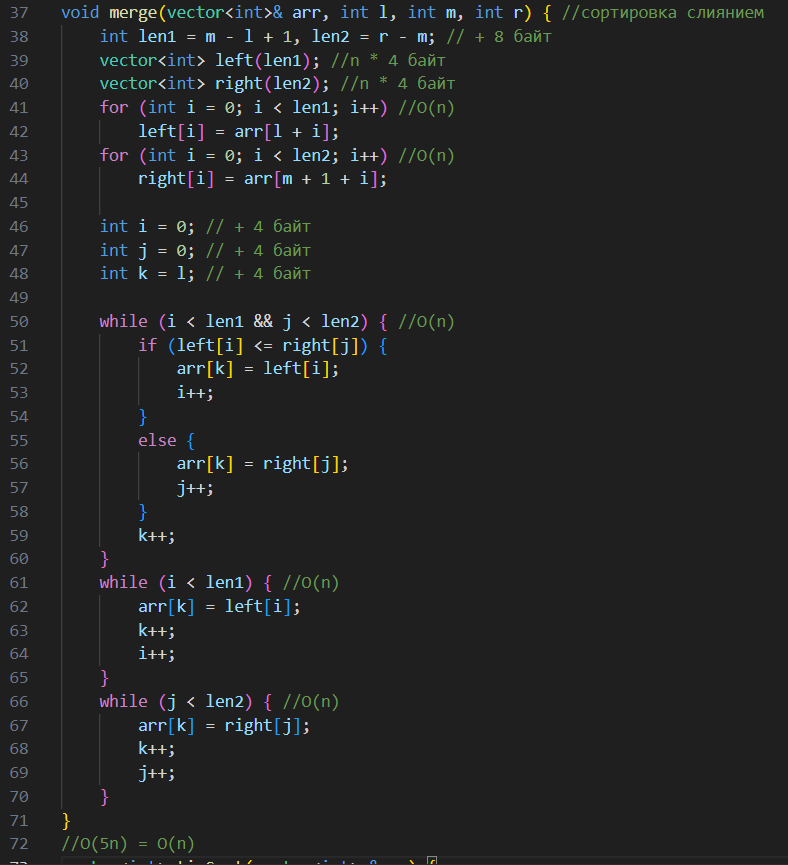 37 void merge(vector<int>& arr, int l, int m, int r) { //сортировка слиянием
38     int len1 = m - l + 1, len2 = r - m; // + 8 байт
39     vector<int> left(len1); //n * 4 байт
40     vector<int> right(len2); //n * 4 байт
41     for (int i = 0; i < len1; i++) //O(n)
42         left[i] = arr[l + i];
43     for (int i = 0; i < len2; i++) //O(n)
44         right[i] = arr[m + 1 + i];
45
46     int i = 0; // + 4 байт
47     int j = 0; // + 4 байт
48     int k = l; // + 4 байт
49
50     while (i < len1 && j < len2) { //O(n)
51         if (left[i] <= right[j]) {
52             arr[k] = left[i];
53             i++;
54         }
55         else {
56             arr[k] = right[j];
57             j++;
58         }
59         k++;
60     }
61     while (i < len1) { //O(n)
62         arr[k] = left[i];
63         k++;
64         i++;
65     }
66     while (j < len2) { //O(n)
67         arr[k] = right[j];
68         k++;
69         j++;
70     }
71 }
72 //O(5n) = O(n)